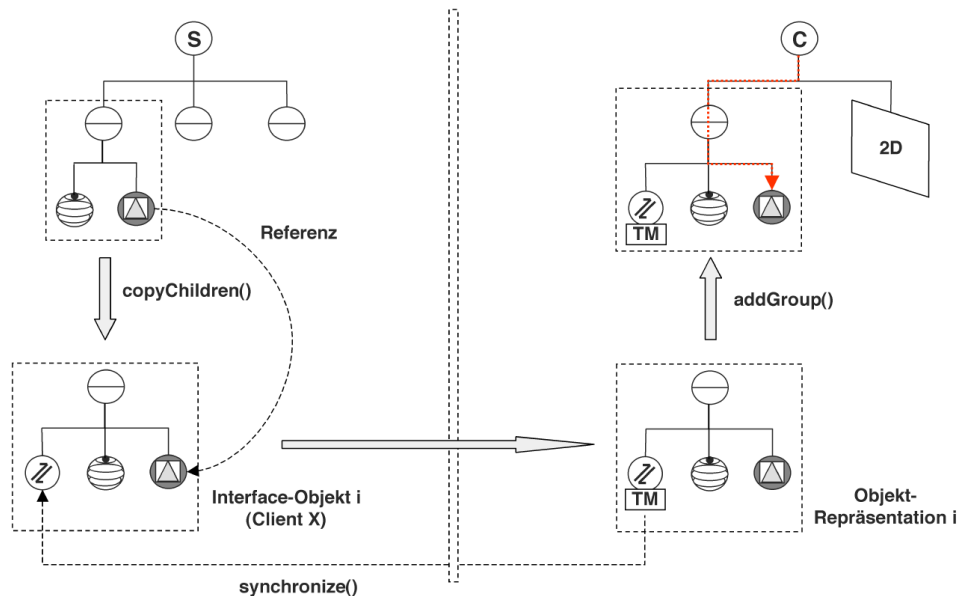 S
C
2D
TM
Referenz
copyChildren()
addGroup()
Interface-Objekt i
(Client X)
TM
Objekt-
Repräsentation i
synchronize()